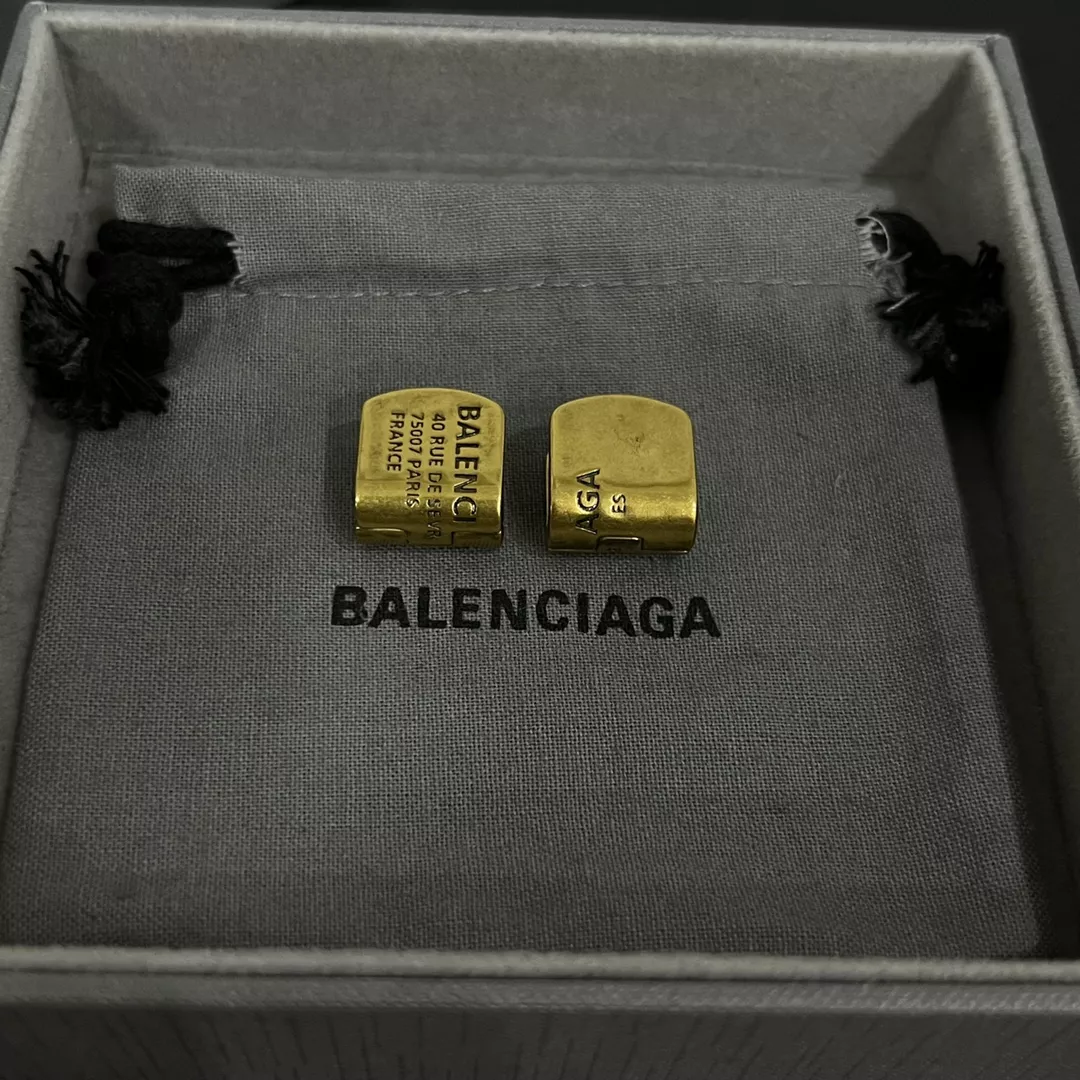 BALENCI
40 RUE DE SEVR
75007 PARIS
FRANCE
AGA
ES
BALENCIAGA